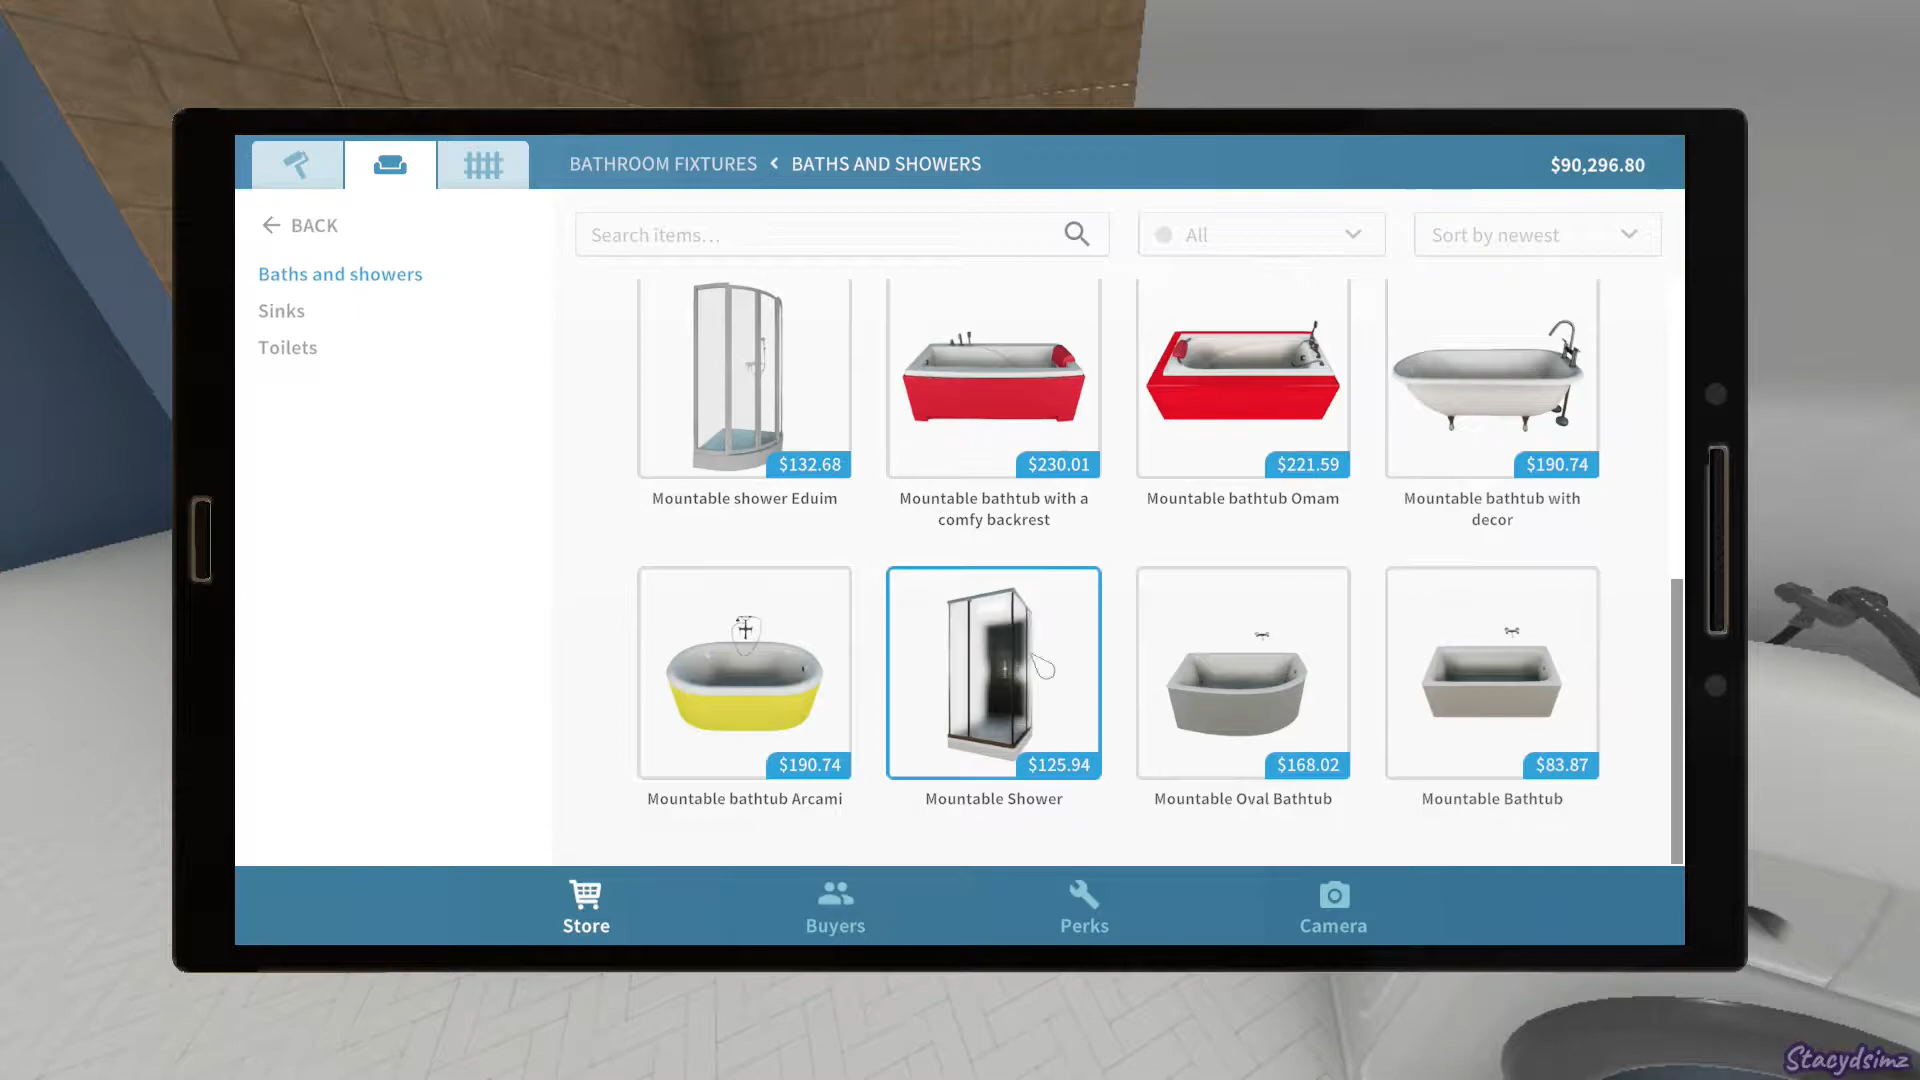 BATHROOM FIXTURES < BATHS AND SHOWERS
$90,296.80
BACK
Search items...
All
Sort by newest
Baths and showers
Sinks
Toilets
$132.68
$230.01
$221.59
$190.74
Mountable shower Eduim
Mountable bathtub with a
comfy backrest
Mountable bathtub Omam
Mountable bathtub with
decor
$190.74
$125.94
$168.02
$83.87
Mountable bathtub Arcami
Mountable Shower
Mountable Oval Bathtub
Mountable Bathtub
Store
Buyers
Perks
Camera
Stacydsimz